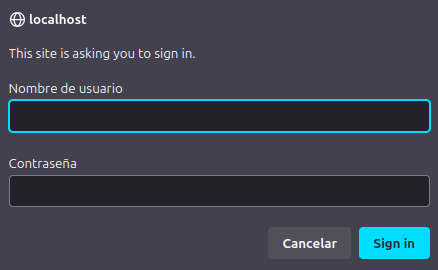 localhost
This site is asking you to sign in.
Nombre de usuario
Contraseña
Cancelar
Sign in